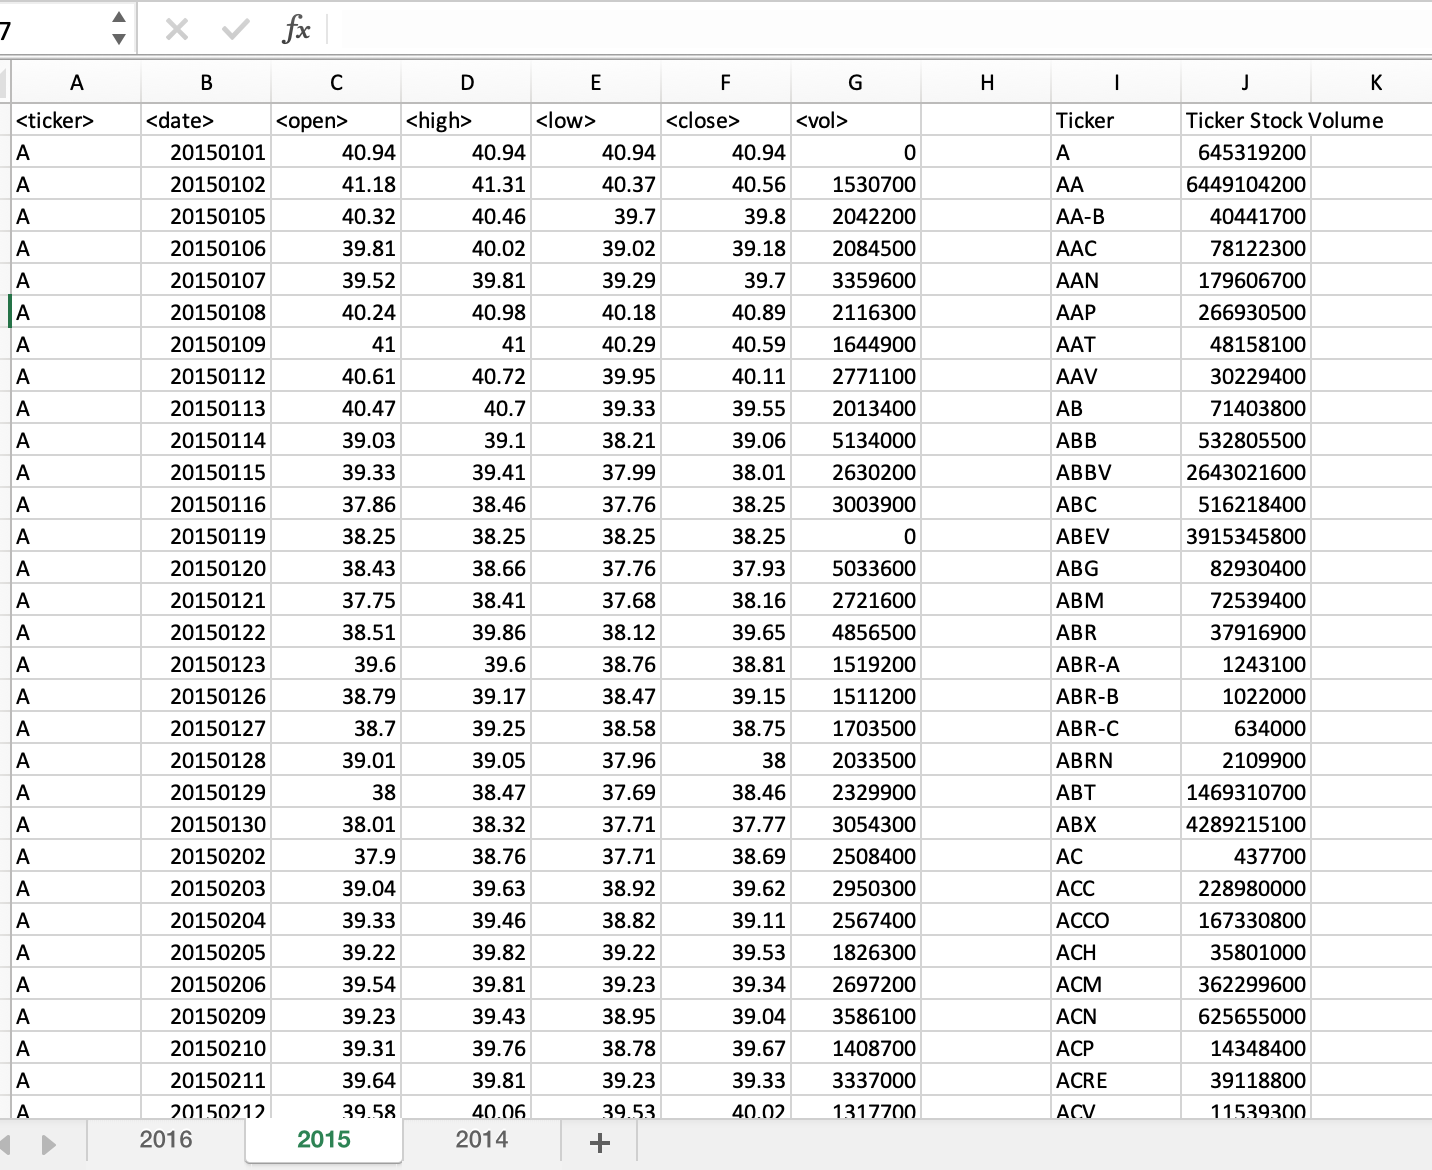 7 fx
A B C D E F G H I J K
<ticker> <date> <open> <high> <low> <close> <vol> Ticker Ticker Stock Volume
A 20150101 40.94 40.94 40.94 40.94 0 A 645319200
A 20150102 41.18 41.31 40.37 40.56 1530700 AA 6449104200
A 20150105 40.32 40.46 39.7 39.8 2042200 AA-B 40441700
A 20150106 39.81 40.02 39.02 39.18 2084500 AAC 78122300
A 20150107 39.52 39.81 39.29 39.7 3359600 AAN 179606700
A 20150108 40.24 40.98 40.18 40.89 2116300 AAP 266930500
A 20150109 41 41 40.29 40.59 1644900 AAT 48158100
A 20150112 40.61 40.72 39.95 40.11 2771100 AAV 30229400
A 20150113 40.47 40.7 39.33 39.55 2013400 AB 71403800
A 20150114 39.03 39.1 38.21 39.06 5134000 ABB 532805500
A 20150115 39.33 39.41 37.99 38.01 2630200 ABBV 2643021600
A 20150116 37.86 38.46 37.76 38.25 3003900 ABC 516218400
A 20150119 38.25 38.25 38.25 38.25 0 ABEV 3915345800
A 20150120 38.43 38.66 37.76 37.93 5033600 ABG 82930400
A 20150121 37.75 38.41 37.68 38.16 2721600 ABM 72539400
A 20150122 38.51 39.86 38.12 39.65 4856500 ABR 37916900
A 20150123 39.6 39.6 38.76 38.81 1519200 ABR-A 1243100
A 20150126 38.79 39.17 38.47 39.15 1511200 ABR-B 1022000
A 20150127 38.7 39.25 38.58 38.75 1703500 ABR-C 634000
A 20150128 39.01 39.05 37.96 38 2033500 ABRN 2109900
A 20150129 38 38.47 37.69 38.46 2329900 ABT 1469310700
A 20150130 38.01 38.32 37.71 37.77 3054300 ABX 4289215100
A 20150202 37.9 38.76 37.71 38.69 2508400 AC 437700
A 20150203 39.04 39.63 38.92 39.62 2950300 ACC 228980000
A 20150204 39.33 39.46 38.82 39.11 2567400 ACCO 167330800
A 20150205 39.22 39.82 39.22 39.53 1826300 ACH 35801000
A 20150206 39.54 39.81 39.23 39.34 2697200 ACM 362299600
A 20150209 39.23 39.43 38.95 39.04 3586100 ACN 625655000
A 20150210 39.31 39.76 38.78 39.67 1408700 ACP 14348400
A 20150211 39.64 39.81 39.23 39.33 3337000 ACRE 39118800
A 20150212 39.58 40.06 39.53 40.02 1317700 ACV 11539300
2016 2015 2014 +